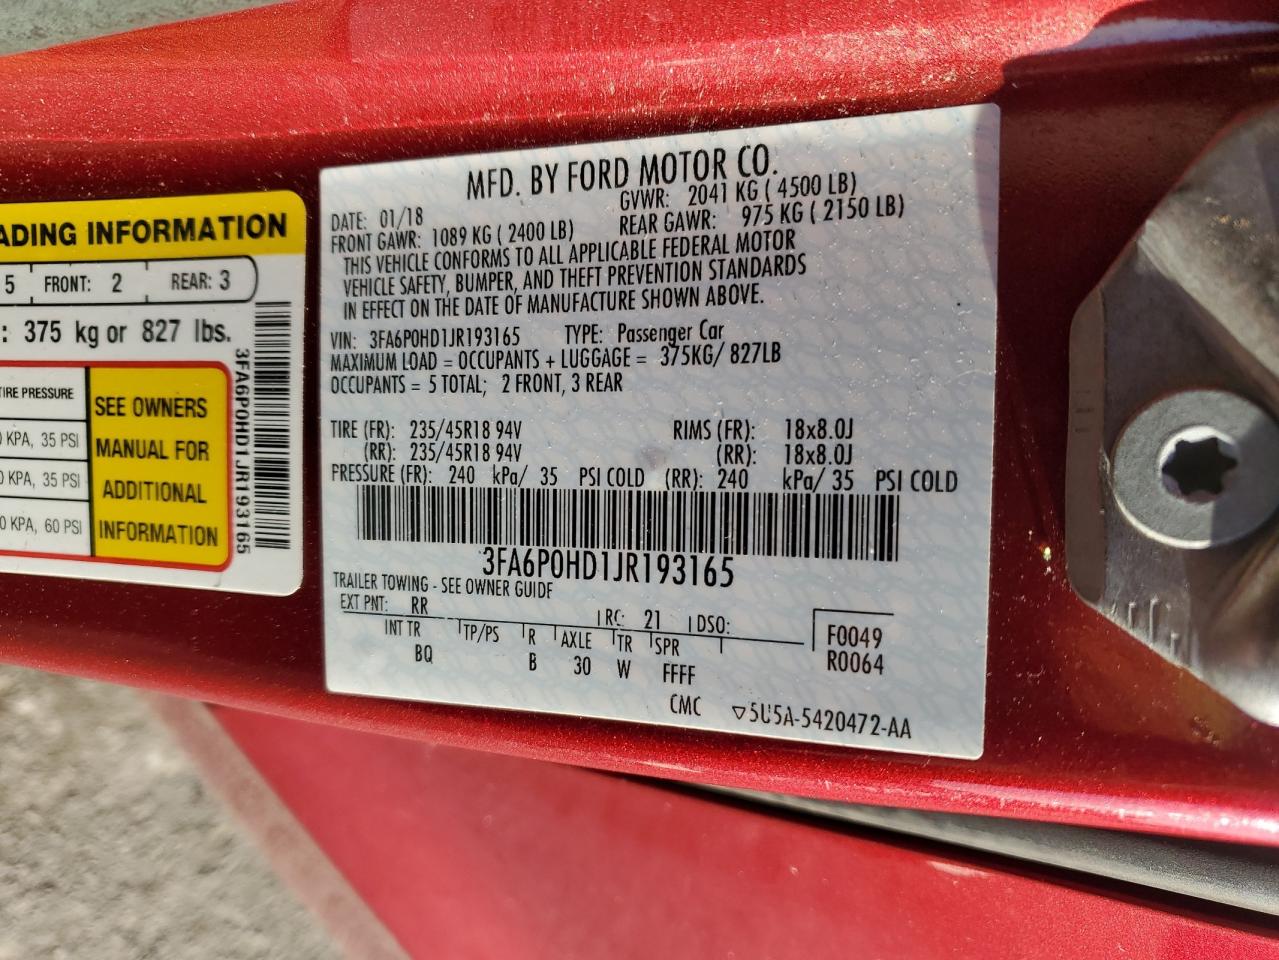 ADING INFORMATION
5 FRONT: 2 REAR: 3
: 375 kg or 827 lbs.
TIRE PRESSURE
0 KPA, 35 PSI
0 KPA, 35 PSI
0 KPA, 60 PSI
SEE OWNERS
MANUAL FOR
ADDITIONAL
INFORMATION
3FA6P0HD1JR193165
MFD. BY FORD MOTOR CO.
DATE: 01/18 GVWR: 2041 KG ( 4500 LB)
FRONT GAWR: 1089 KG ( 2400 LB) REAR GAWR: 975 KG ( 2150 LB)
THIS VEHICLE CONFORMS TO ALL APPLICABLE FEDERAL MOTOR
VEHICLE SAFETY, BUMPER, AND THEFT PREVENTION STANDARDS
IN EFFECT ON THE DATE OF MANUFACTURE SHOWN ABOVE.
VIN: 3FA6P0HD1JR193165 TYPE: Passenger Car
MAXIMUM LOAD = OCCUPANTS + LUGGAGE = 375KG/ 827LB
OCCUPANTS = 5 TOTAL; 2 FRONT, 3 REAR
TIRE (FR): 235/45R18 94V RIMS (FR): 18x8.0J
(RR): 235/45R18 94V (RR): 18x8.0J
PRESSURE (FR): 240 kPa/ 35 PSI COLD (RR): 240 kPa/ 35 PSI COLD
3FA6P0HD1JR193165
TRAILER TOWING - SEE OWNER GUIDE
EXT PNT: RR RC: 21 DSO:
INT TR TP/PS R AXLE TR SPR
BQ B 30 W FFFF
F0049
R0064
CMC ▽5U5A-5420472-AA